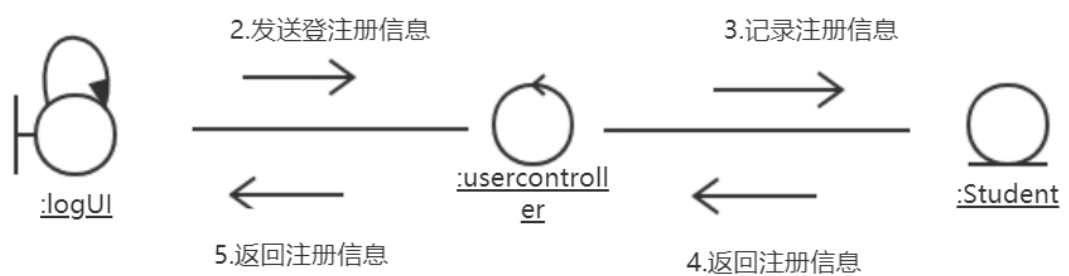 2.发送登注册信息
3.记录注册信息
:logUI
:usercontroll
er
:Student
5.返回注册信息
4.返回注册信息